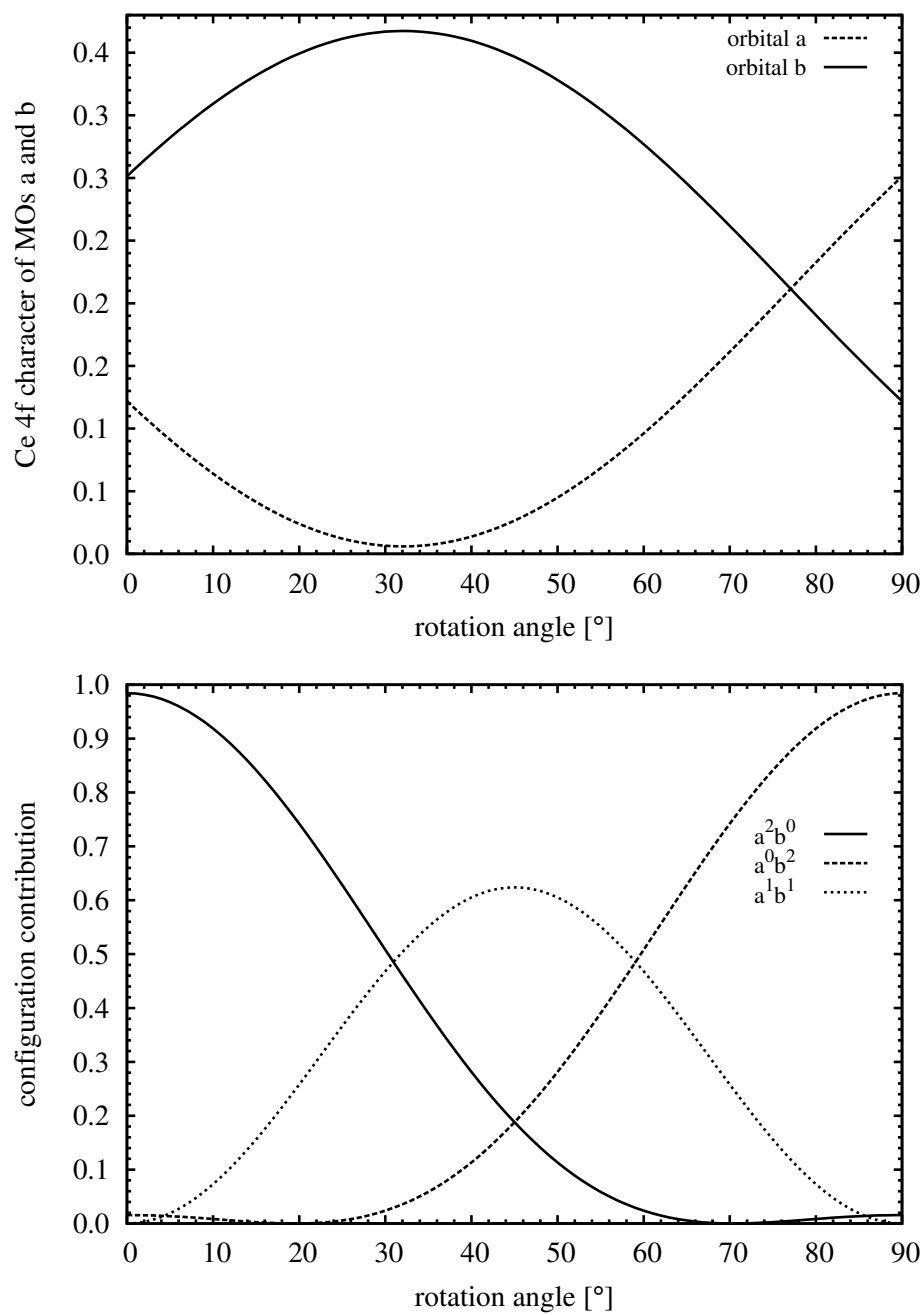 Ce 4f character of MOs a and b
0.4
0.3
0.3
0.2
0.2
0.2
0.1
0.1
0.0
orbital a
orbital b
0 10 20 30 40 50 60 70 80 90
rotation angle [°]
configuration contribution
1.0
0.9
0.8
0.7
0.6
0.5
0.4
0.3
0.2
0.1
0.0
a²b⁰
a⁰b²
a¹b¹
0 10 20 30 40 50 60 70 80 90
rotation angle [°]